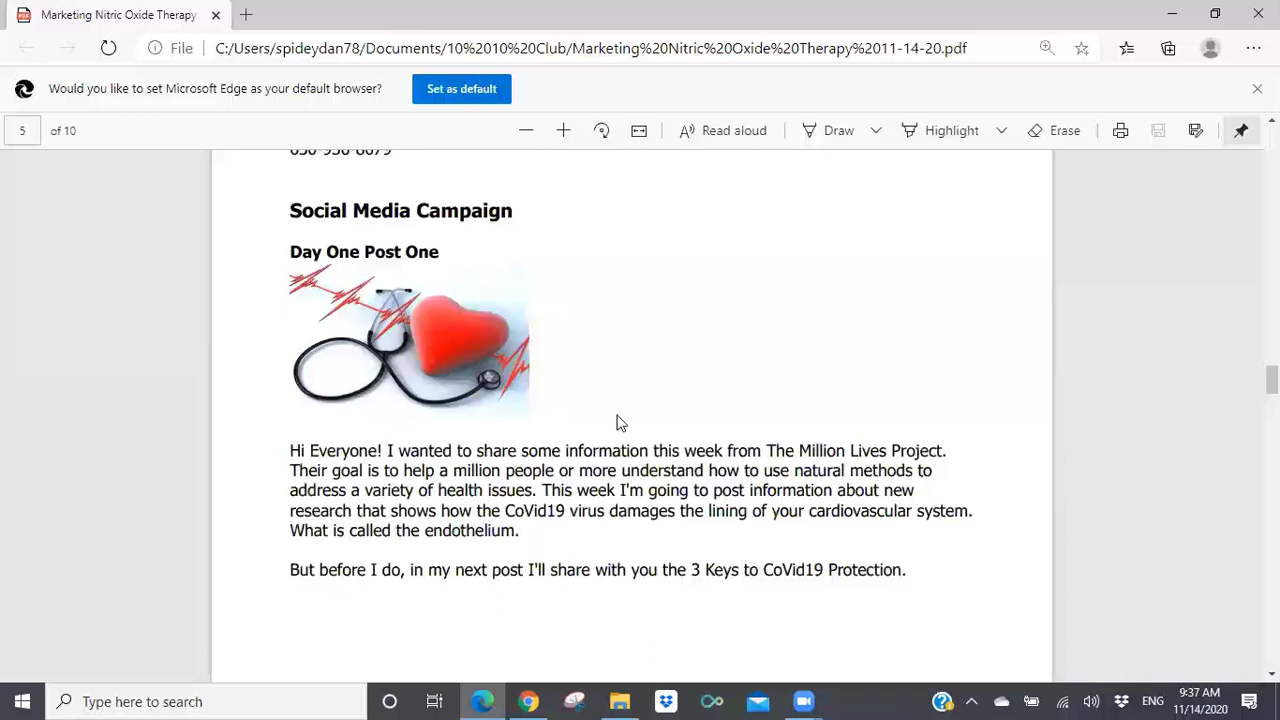 Marketing Nitric Oxide Therapy
File
C:/Users/spideydan78/Documents/10%2010%20Club/Marketing%20Nitric%20Oxide%20Therapy%2011-14-20.pdf
Would you like to set Microsoft Edge as your default browser?
Set as default
5 of 10
Read aloud
Draw
Highlight
Erase
Social Media Campaign
Day One Post One
Hi Everyone! I wanted to share some information this week from The Million Lives Project.
Their goal is to help a million people or more understand how to use natural methods to
address a variety of health issues. This week I'm going to post information about new
research that shows how the CoVid19 virus damages the lining of your cardiovascular system.
What is called the endothelium.
But before I do, in my next post I'll share with you the 3 Keys to CoVid19 Protection.
Type here to search
ENG
9:37 AM
11/14/2020